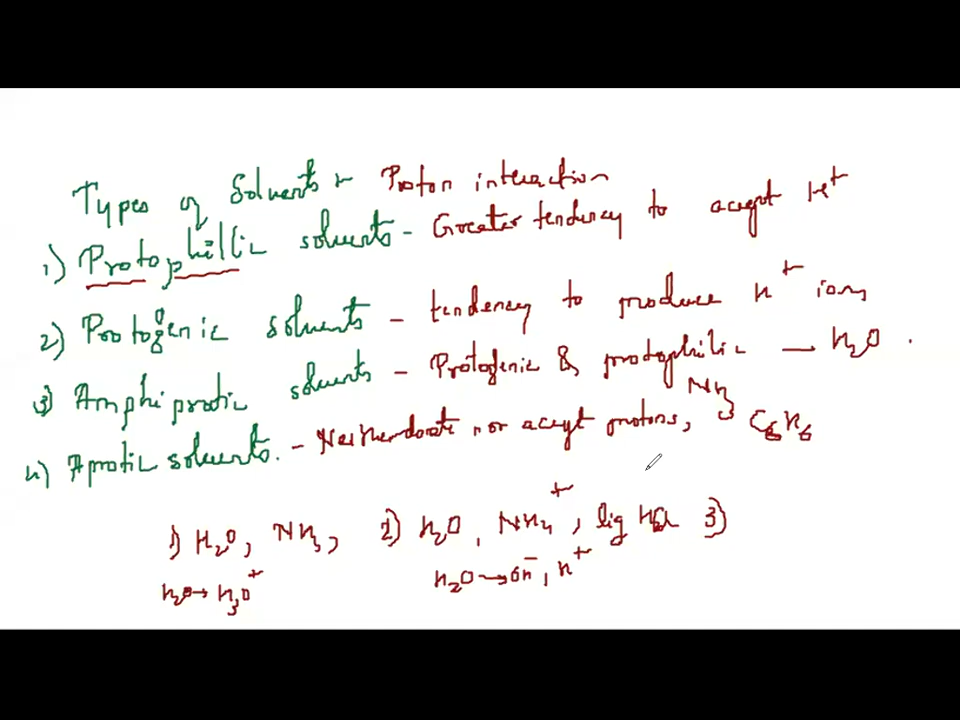 Types of Solvents - Proton interaction
1) Protophillic solvents - Greater tendency to accept H+
2) Protogenic solvents - tendency to produce H+ ions
3) Amphiprotic solvents - Protogenic & protophilic — H2O .
NH3
4) Aprotic solvents. - Neither donate nor accept protons, C6H6
1) H2O, NH3, 2) H2O, NH4+, liq HCl 3)
H2O → H3O+ H2O → OH-, H+